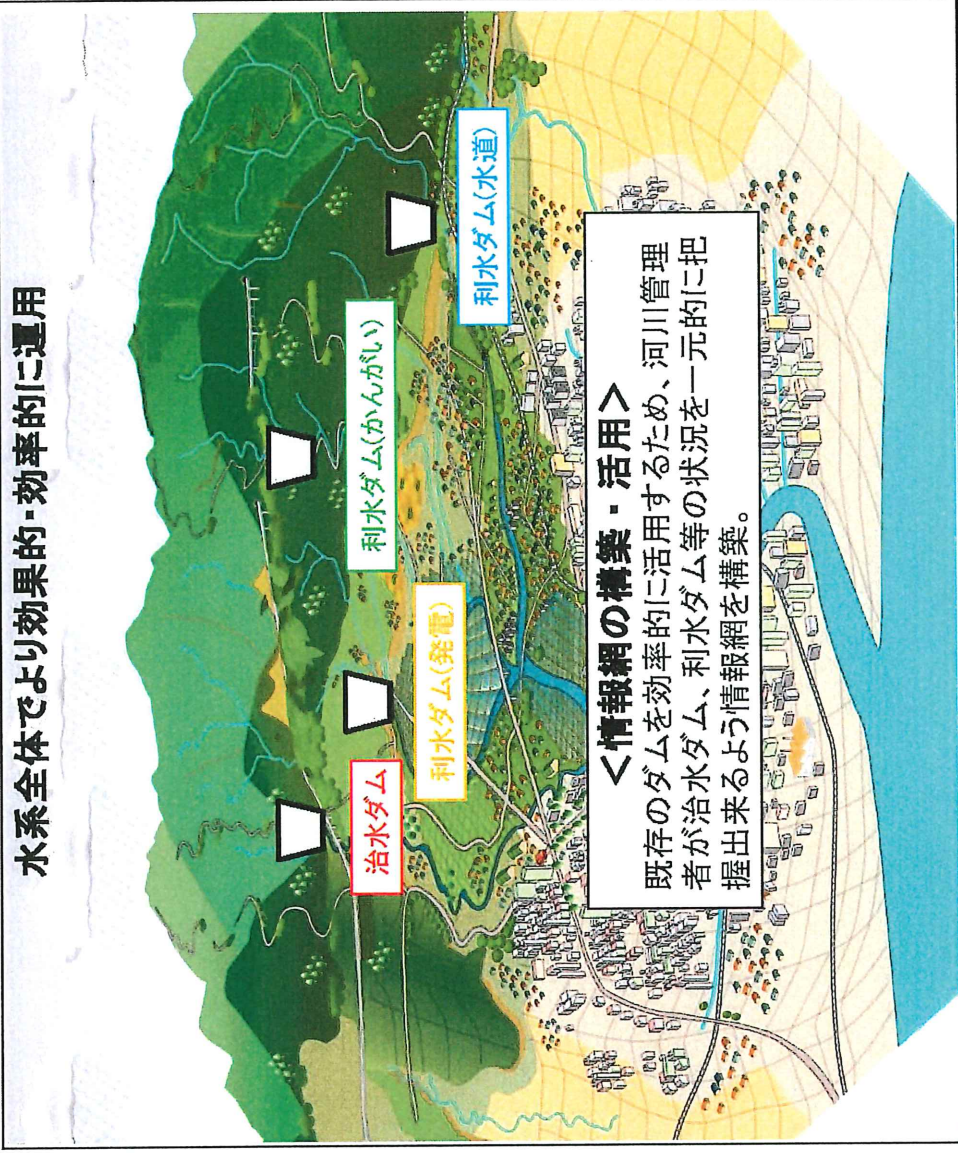 水系全体でより効果的・効率的に運用
治水ダム
利水ダム(発電)
利水ダム(かんがい)
利水ダム(水道)
<情報網の構築・活用>
既存のダムを効率的に活用するため、河川管理
者が治水ダム、利水ダム等の状況を一元的に把
握出来るよう情報網を構築。